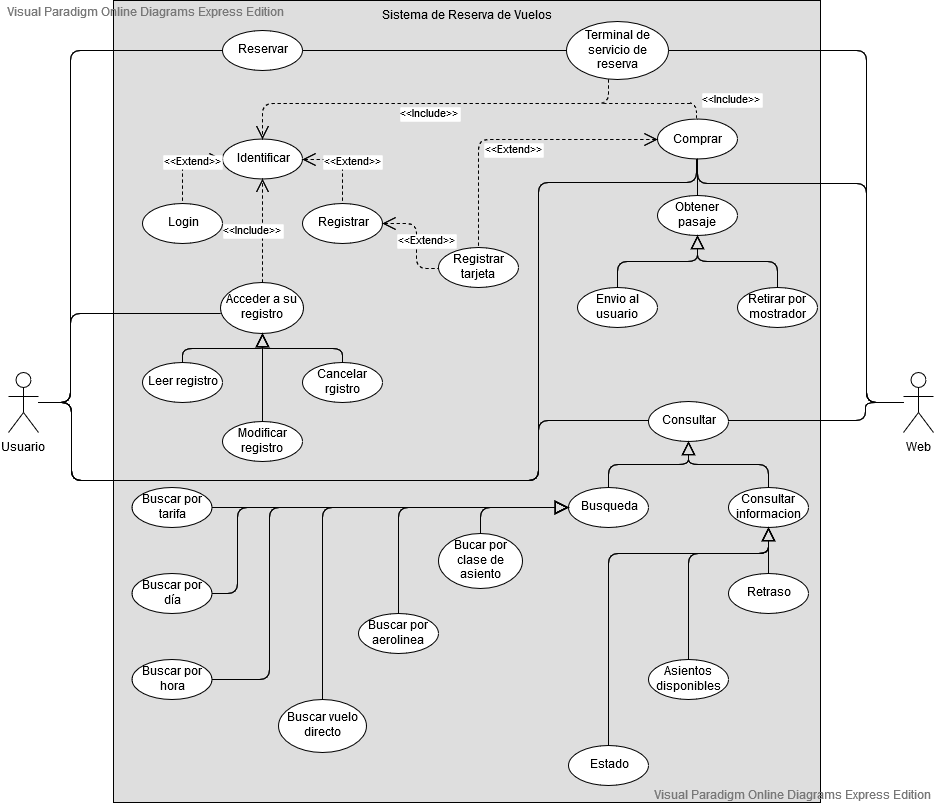 Visual Paradigm Online Diagrams Express Edition
Sistema de Reserva de Vuelos
Reservar
Terminal de
servicio de
reserva
<<Include>>
<<Include>>
Identificar
Comprar
<<Extend>>
<<Extend>>
<<Extend>>
Login
<<Include>>
Registrar
<<Extend>>
Obtener
pasaje
Registrar
tarjeta
Acceder a su
registro
Envio al
usuario
Retirar por
mostrador
Leer registro
Cancelar
rgistro
Modificar
registro
Usuario
Web
Consultar
Buscar por
tarifa
Busqueda
Consultar
informacion
Bucar por
clase de
asiento
Buscar por
día
Retraso
Buscar por
aerolinea
Buscar por
hora
Asientos
disponibles
Buscar vuelo
directo
Estado
Visual Paradigm Online Diagrams Express Edition